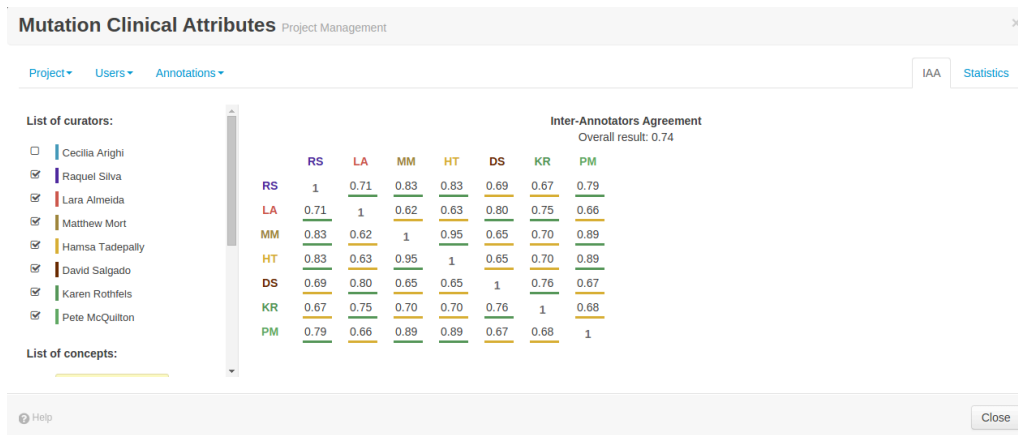 Mutation Clinical Attributes Project Management ×
Project Users Annotations IAA Statistics
List of curators:
Cecilia Arighi
Raquel Silva
Lara Almeida
Matthew Mort
Hamsa Tadepally
David Salgado
Karen Rothfels
Pete McQuilton
List of concepts:
Inter-Annotators Agreement
Overall result: 0.74
RS LA MM HT DS KR PM
RS 1 0.71 0.83 0.83 0.69 0.67 0.79
LA 0.71 1 0.62 0.63 0.80 0.75 0.66
MM 0.83 0.62 1 0.95 0.65 0.70 0.89
HT 0.83 0.63 0.95 1 0.65 0.70 0.89
DS 0.69 0.80 0.65 0.65 1 0.76 0.67
KR 0.67 0.75 0.70 0.70 0.76 1 0.68
PM 0.79 0.66 0.89 0.89 0.67 0.68 1
? Help
Close